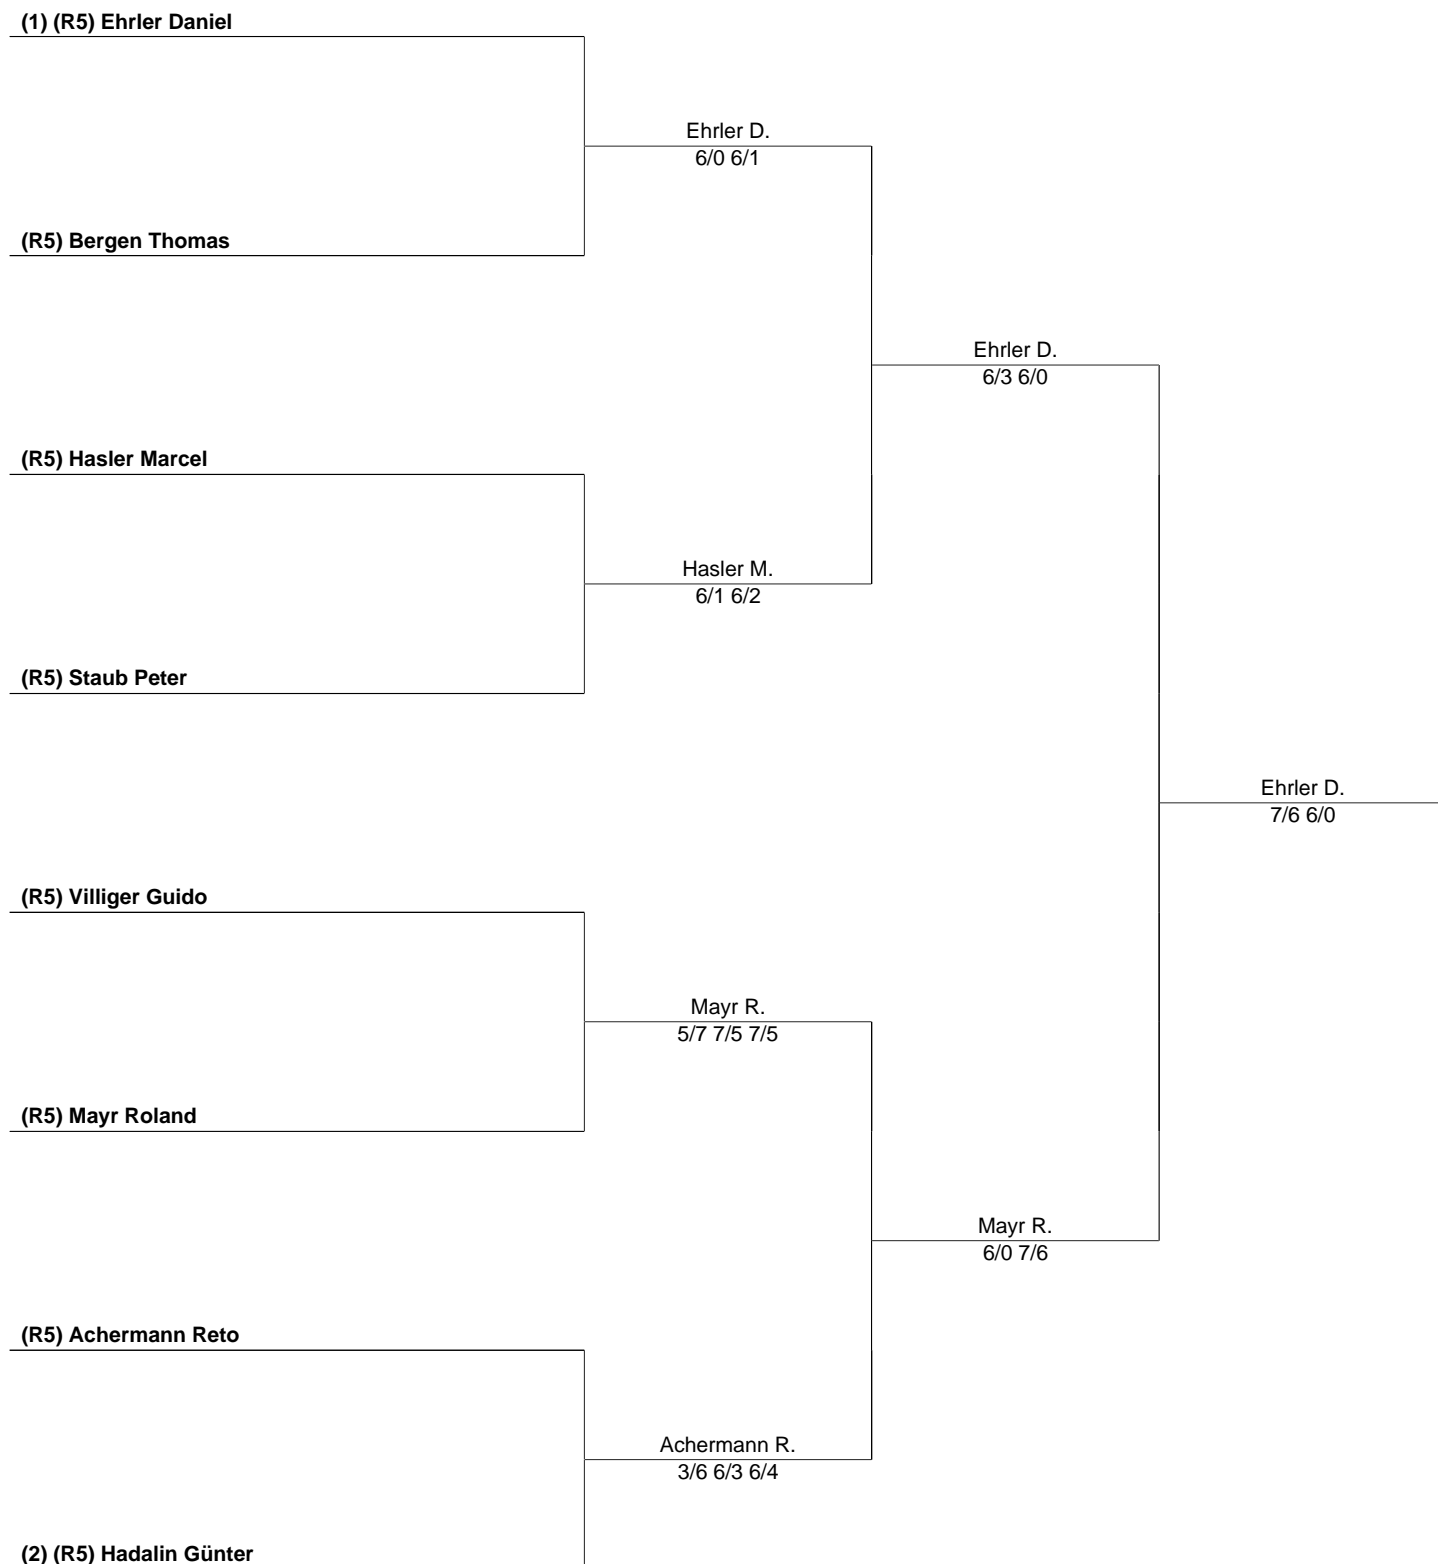 (1) (R5) Ehrler Daniel
Ehrler D.
6/0 6/1
(R5) Bergen Thomas
Ehrler D.
6/3 6/0
(R5) Hasler Marcel
Hasler M.
6/1 6/2
(R5) Staub Peter
Ehrler D.
7/6 6/0
(R5) Villiger Guido
Mayr R.
5/7 7/5 7/5
(R5) Mayr Roland
Mayr R.
6/0 7/6
(R5) Achermann Reto
Achermann R.
3/6 6/3 6/4
(2) (R5) Hadalin Günter